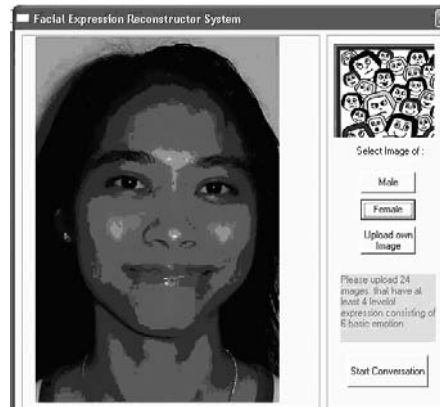 Facial Expression Reconstructor System
Select Image of :
Male
Female
Upload own
Image
Please upload 24
images. that have at
least 4 levelof
expression consisting of
6 basic emotion
Start Conversation